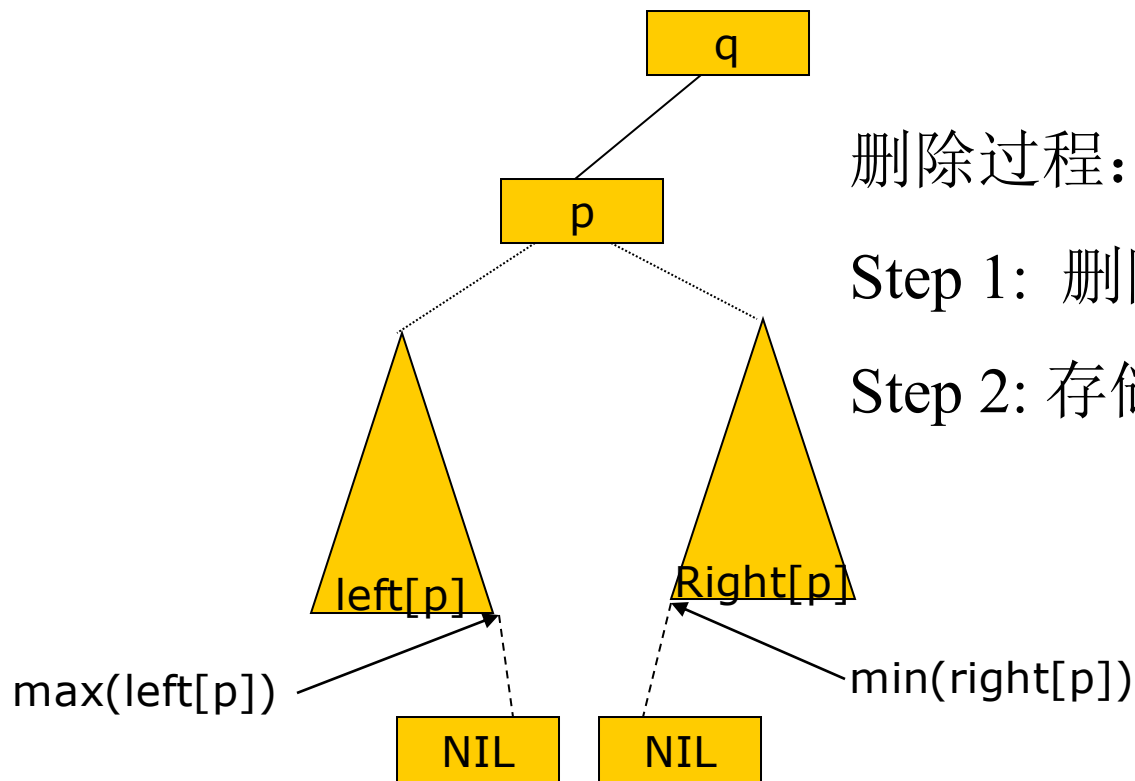 q
删除过程：
p
Step 1: 删
Step 2: 存
left[p]
Right[p]
max(left[p])
min(right[p])
NIL
NIL